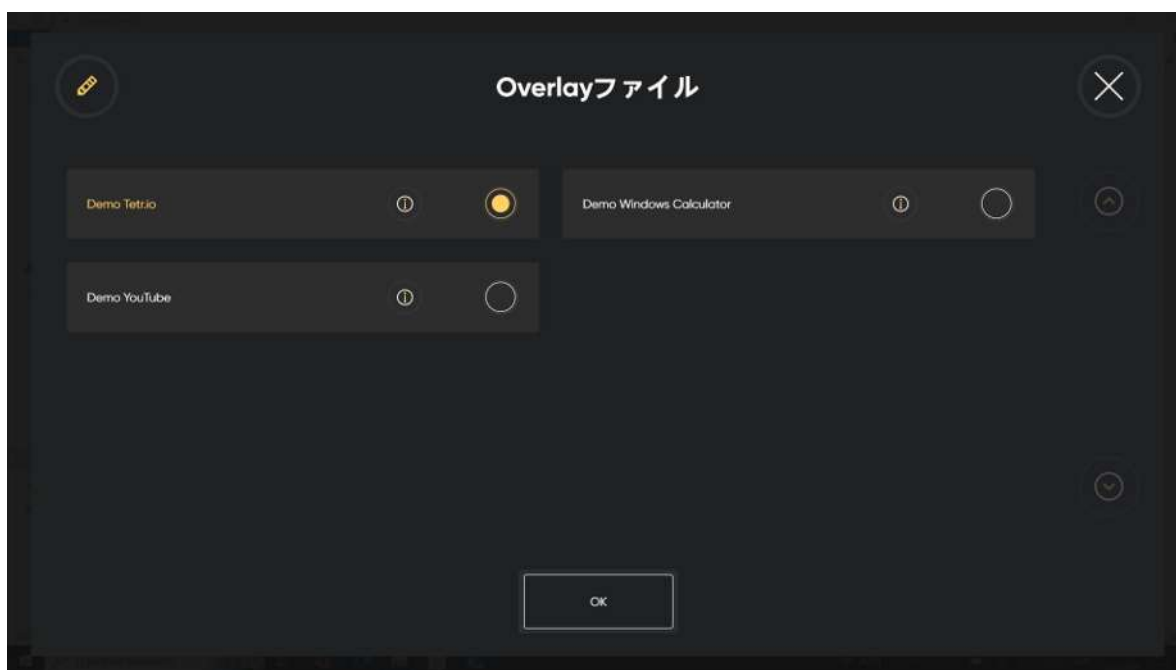 Overlayファイル
Demo Tetr.io
Demo Windows Calculator
Demo YouTube
OK